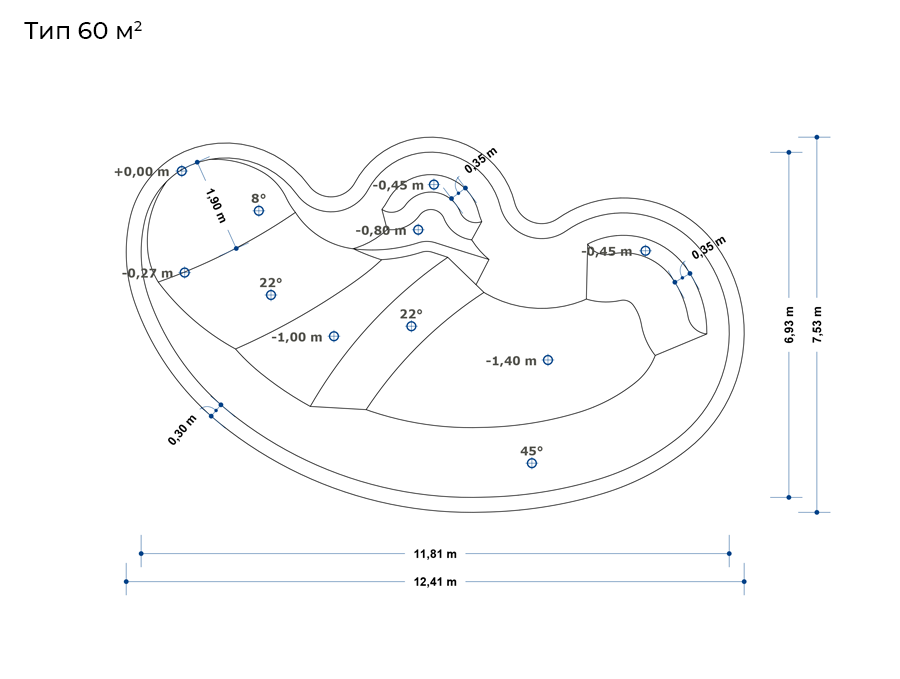 Тип 60 м²
0,35 m
+0,00 m
-0,45 m
8°
1,90 m
-0,80 m
0,35 m
-0,45 m
-0,27 m
22°
22°
6,93 m
7,53 m
-1,00 m
-1,40 m
0,30 m
45°
11,81 m
12,41 m